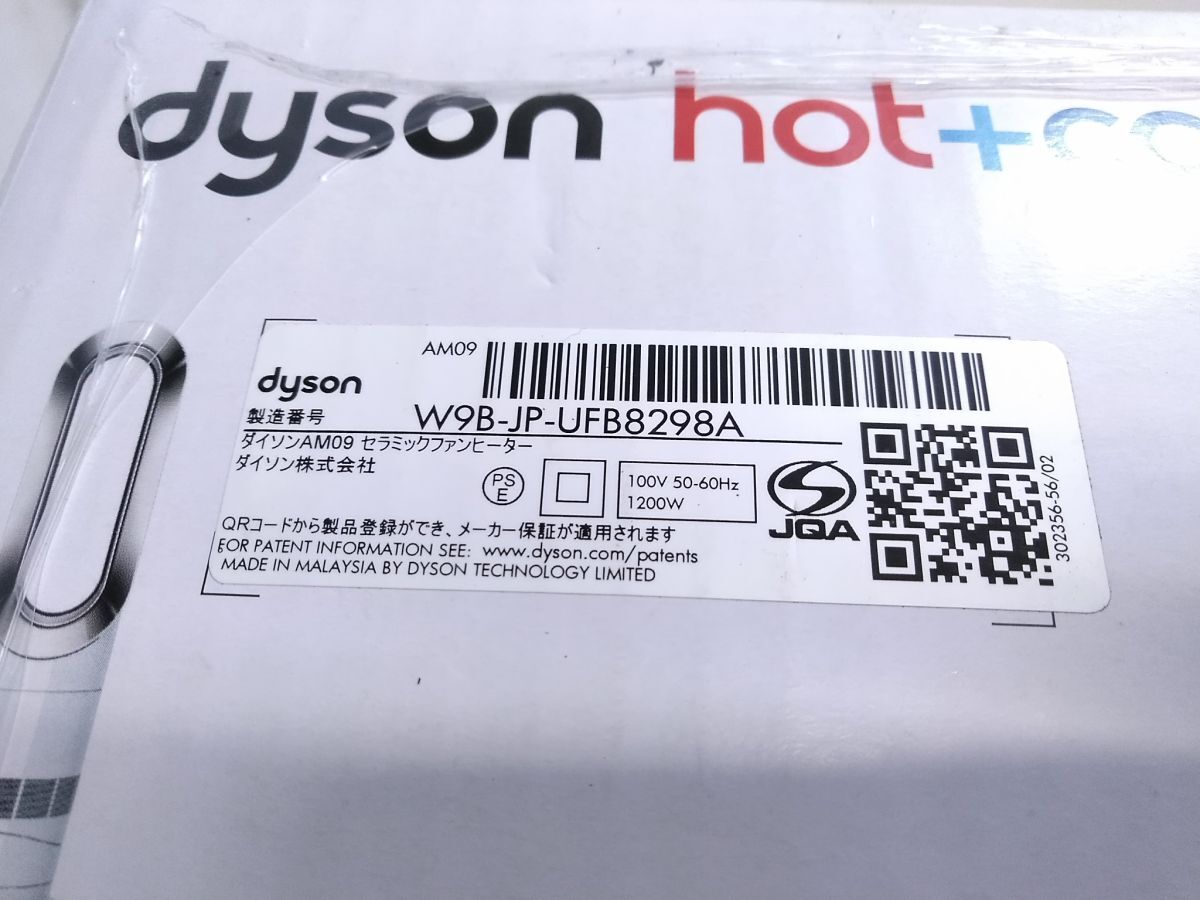 dyson hot+co
AM09
dyson
製造番号 W9B-JP-UFB8298A
ダイソンAM09 セラミックファンヒーター
ダイソン株式会社
PS
E
100V 50-60Hz
1200W
JQA
302356-56/02
QRコードから製品登録ができ、メーカー保証が適用されます
FOR PATENT INFORMATION SEE: www.dyson.com/patents
MADE IN MALAYSIA BY DYSON TECHNOLOGY LIMITED